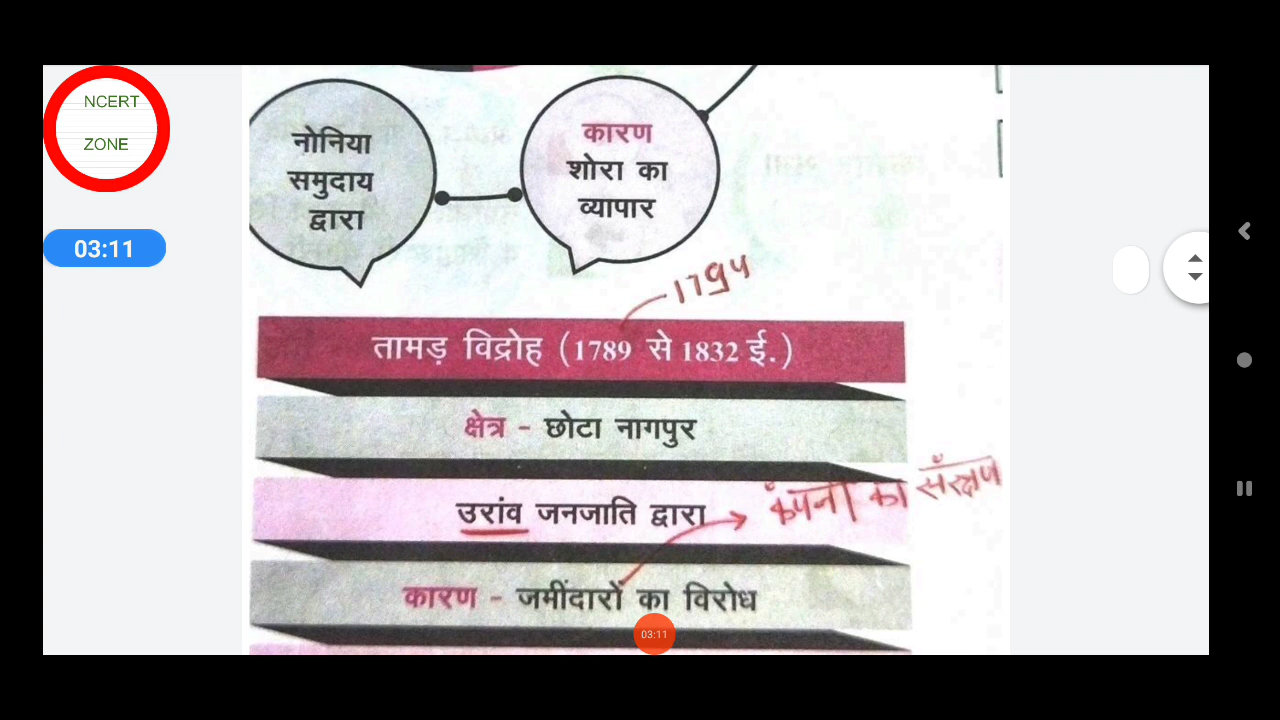 NCERT
ZONE
03:11
नोनिया
समुदाय
द्वारा
कारण
शोरा का
व्यापार
1794
तामड़ विद्रोह (1789 से 1832 ई.)
क्षेत्र - छोटा नागपुर
उरांव जनजाति द्वारा
कंपनी का संरक्षण
कारण - जमींदारों का विरोध
03:11